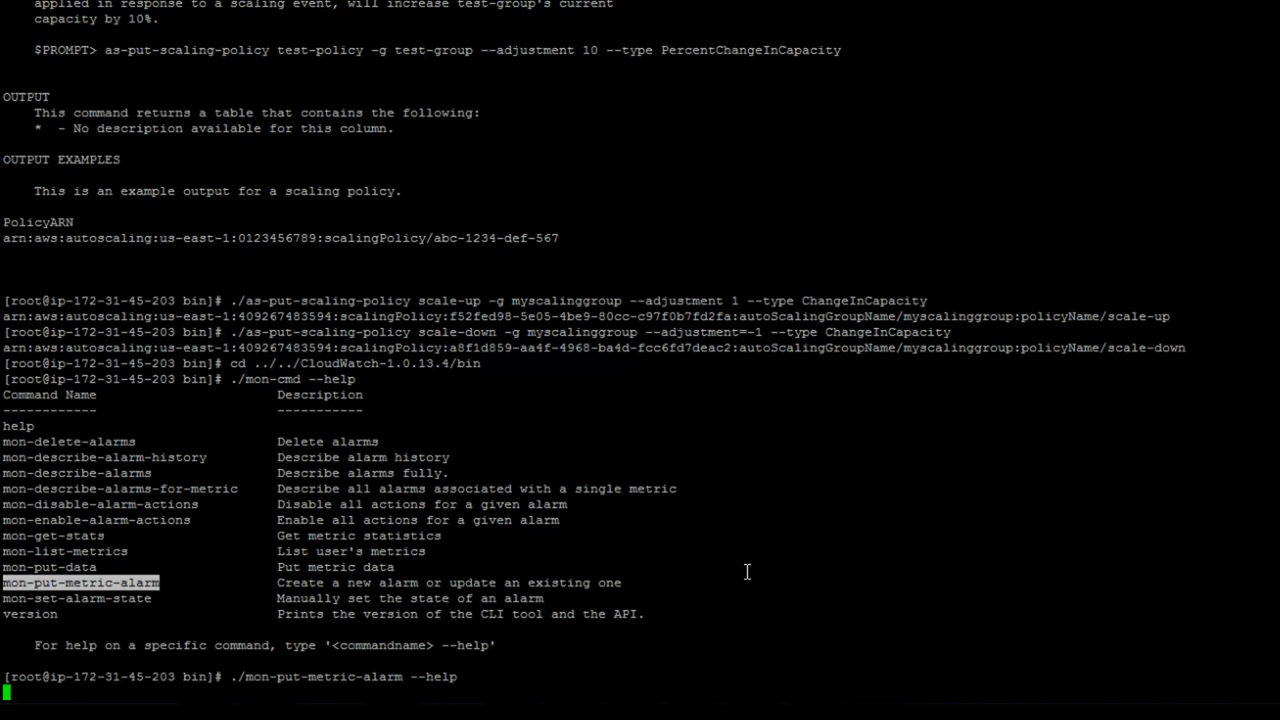 applied in response to a scaling event, will increase test-group's current
capacity by 10%.
$PROMPT> as-put-scaling-policy test-policy -g test-group --adjustment 10 --type PercentChangeInCapacity
OUTPUT
This command returns a table that contains the following:
*  - No description available for this column.
OUTPUT EXAMPLES
This is an example output for a scaling policy.
PolicyARN
arn:aws:autoscaling:us-east-1:0123456789:scalingPolicy/abc-1234-def-567
[root@ip-172-31-45-203 bin]# ./as-put-scaling-policy scale-up -g myscalinggroup --adjustment 1 --type ChangeInCapacity
arn:aws:autoscaling:us-east-1:409267483594:scalingPolicy:f52fed98-5e05-4be9-80cc-c97f0b7fd2fa:autoScalingGroupName/myscalinggroup:policyName/scale-up
[root@ip-172-31-45-203 bin]# ./as-put-scaling-policy scale-down -g myscalinggroup --adjustment=-1 --type ChangeInCapacity
arn:aws:autoscaling:us-east-1:409267483594:scalingPolicy:a8f1d859-aa4f-4968-ba4d-fcc6fd7deac2:autoScalingGroupName/myscalinggroup:policyName/scale-down
[root@ip-172-31-45-203 bin]# cd ../../CloudWatch-1.0.13.4/bin
[root@ip-172-31-45-203 bin]# ./mon-cmd --help
Command Name                       Description
------------                       -----------
help
mon-delete-alarms                  Delete alarms
mon-describe-alarm-history         Describe alarm history
mon-describe-alarms                Describe alarms fully.
mon-describe-alarms-for-metric     Describe all alarms associated with a single metric
mon-disable-alarm-actions          Disable all actions for a given alarm
mon-enable-alarm-actions           Enable all actions for a given alarm
mon-get-stats                      Get metric statistics
mon-list-metrics                   List user's metrics
mon-put-data                       Put metric data
mon-put-metric-alarm               Create a new alarm or update an existing one
mon-set-alarm-state                Manually set the state of an alarm
version                            Prints the version of the CLI tool and the API.
For help on a specific command, type '<commandname> --help'
[root@ip-172-31-45-203 bin]# ./mon-put-metric-alarm --help